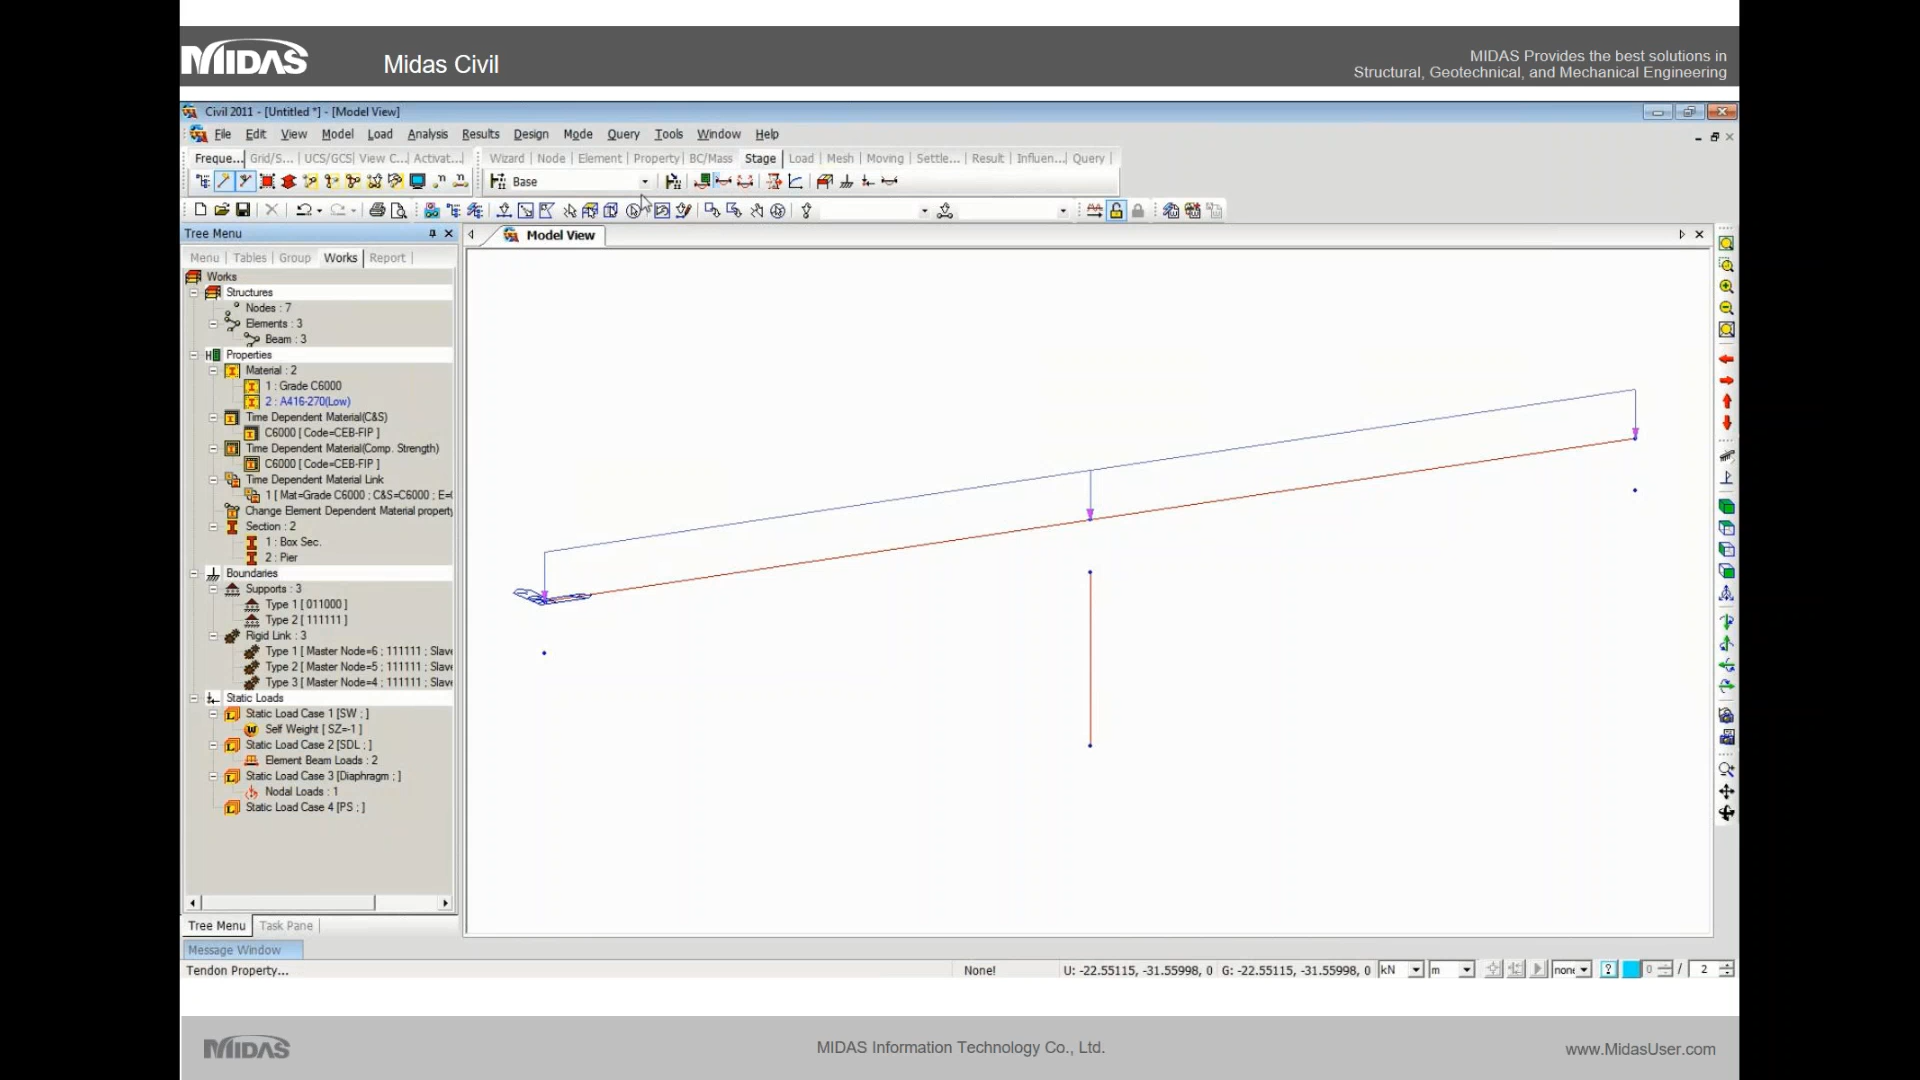 MIDAS
Midas Civil
MIDAS Provides the best solutions in
Structural, Geotechnical, and Mechanical Engineering
Civil 2011 - [Untitled *] - [Model View]
File Edit View Model Load Analysis Results Design Mode Query Tools Window Help
Freque... Grid/S... UCS/GCS View C... Activat... Wizard Node Element Property BC/Mass Stage Load Mesh Moving Settle... Result Influen... Query
Base
Tree Menu
Model View
Menu Tables Group Works Report
Works
Structures
Nodes : 7
Elements : 3
Beam : 3
Properties
Material : 2
1 : Grade C6000
2 : A416-270(Low)
Time Dependent Material(C&S)
C6000 [ Code=CEB-FIP ]
Time Dependent Material(Comp. Strength)
C6000 [ Code=CEB-FIP ]
Time Dependent Material Link
1 [ Mat=Grade C6000 ; C&S=C6000 ; E=
Change Element Dependent Material property
Section : 2
1 : Box Sec.
2 : Pier
Boundaries
Supports : 3
Type 1 [ 011000 ]
Type 2 [ 111111 ]
Rigid Link : 3
Type 1 [ Master Node=6 ; 111111 ; Slave
Type 2 [ Master Node=5 ; 111111 ; Slave
Type 3 [ Master Node=4 ; 111111 ; Slave
Static Loads
Static Load Case 1 [SW ; ]
Self Weight [ SZ=-1 ]
Static Load Case 2 [SDL ; ]
Element Beam Loads : 2
Static Load Case 3 [Diaphragm ; ]
Nodal Loads : 1
Static Load Case 4 [PS ; ]
Tree Menu Task Pane
Message Window
Tendon Property... None! U: -22.55115, -31.55998, 0 G: -22.55115, -31.55998, 0 kN m none ? 0 / 2
MIDAS
MIDAS Information Technology Co., Ltd.
www.MidasUser.com